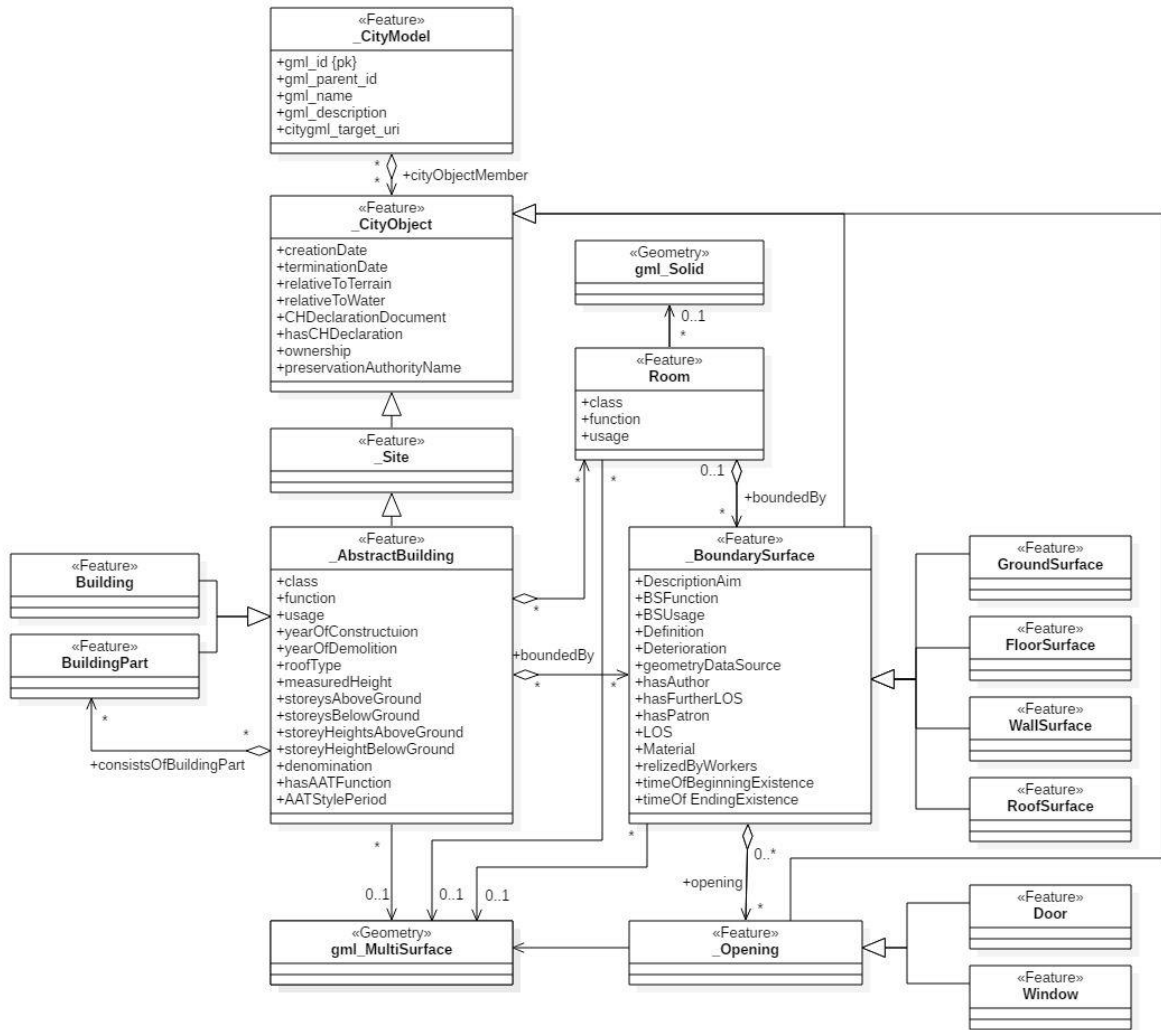 «Feature»
_CityModel
+gml_id {pk}
+gml_parent_id
+gml_name
+gml_description
+citygml_target_uri
*
*
+cityObjectMember
«Feature»
_CityObject
+creationDate
+terminationDate
+relativeToTerrain
+relativeToWater
+CHDeclarationDocument
+hasCHDeclaration
+ownership
+preservationAuthorityName
«Geometry»
gml_Solid
0..1
*
«Feature»
Room
+class
+function
+usage
«Feature»
_Site
*
*
0..1
+boundedBy
*
«Feature»
_AbstractBuilding
+class
+function
+usage
+yearOfConstructuion
+yearOfDemolition
+roofType
+measuredHeight
+storeysAboveGround
+storeysBelowGround
+storeyHeightsAboveGround
+storeyHeightBelowGround
+denomination
+hasAATFunction
+AATStylePeriod
«Feature»
Building
«Feature»
BuildingPart
*
*
+consistsOfBuildingPart
*
+boundedBy
*
*
«Feature»
_BoundarySurface
+DescriptionAim
+BSFunction
+BSUsage
+Definition
+Deterioration
+geometryDataSource
+hasAuthor
+hasFurtherLOS
+hasPatron
+LOS
+Material
+relizedByWorkers
+timeOfBeginningExistence
+timeOf EndingExistence
«Feature»
GroundSurface
«Feature»
FloorSurface
«Feature»
WallSurface
«Feature»
RoofSurface
*
0..1
0..1
*
0..1
0..*
+opening
*
«Geometry»
gml_MultiSurface
«Feature»
_Opening
«Feature»
Door
«Feature»
Window